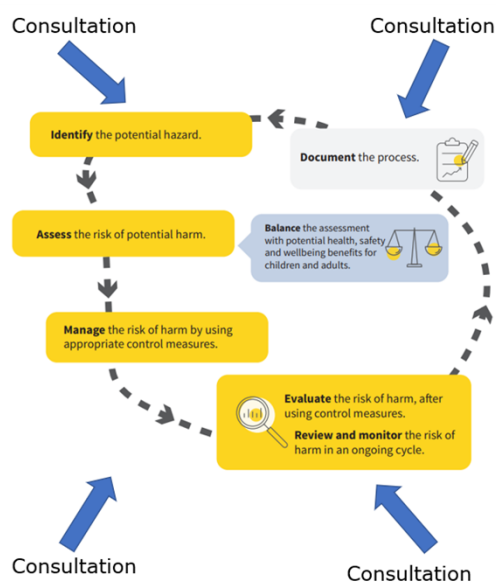 Consultation
Consultation
Identify the potential hazard.
Document the process.
Assess the risk of potential harm.
Balance the assessment
with potential health, safety
and wellbeing benefits for
children and adults.
Manage the risk of harm by using
appropriate control measures.
Evaluate the risk of harm, after
using control measures.
Review and monitor the risk of
harm in an ongoing cycle.
Consultation
Consultation